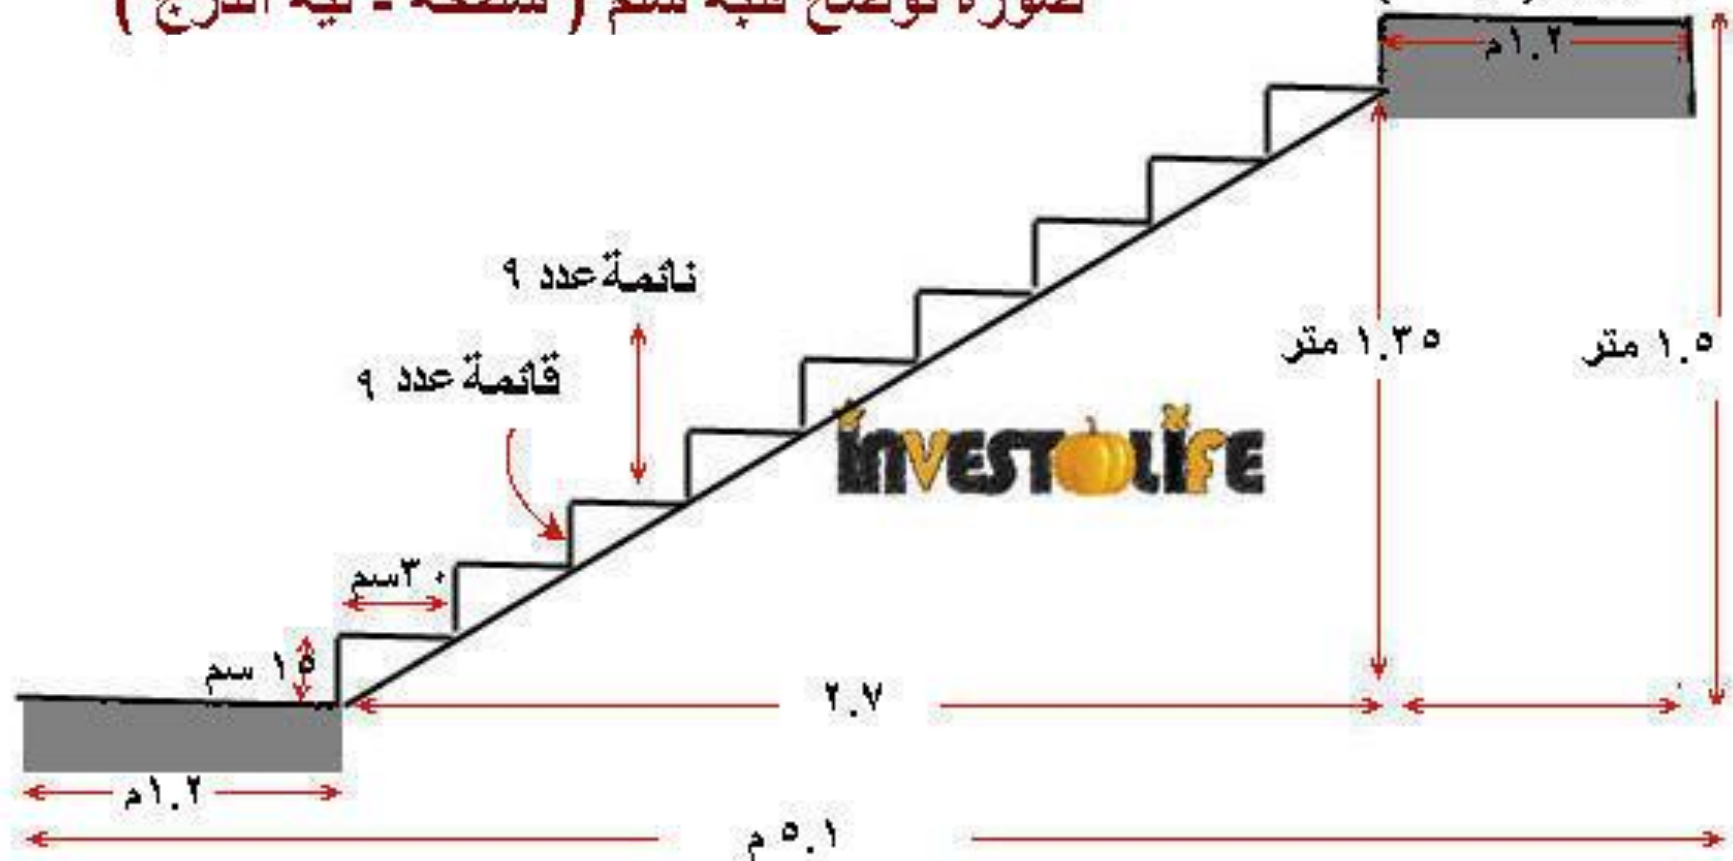 ١.٢م
نائمة عدد ٩
قائمة عدد ٩
١.٣٥ متر
١.٥ متر
INVESTOLIFE
٣٠سم
١٥ سم
٢.٧
١.٢م
٥.١ م